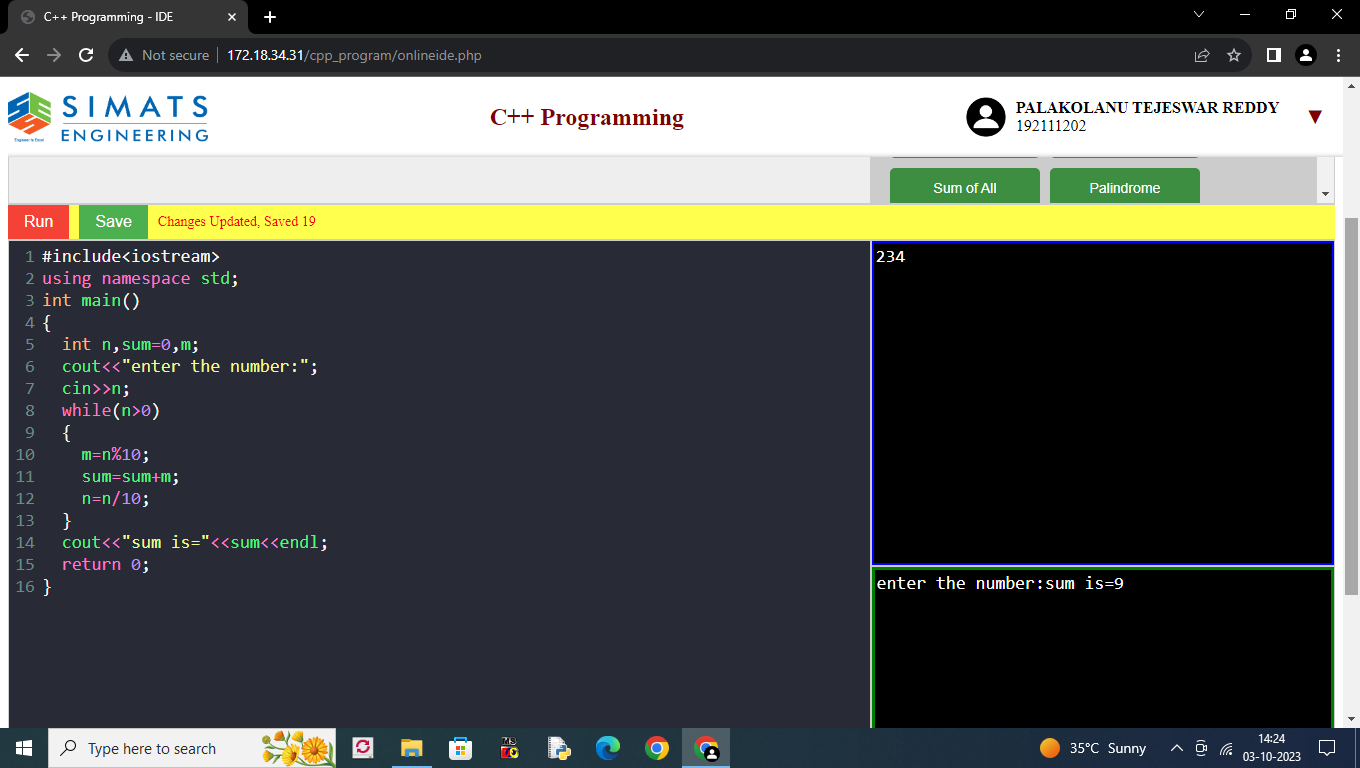 C++ Programming - IDE
Not secure
172.18.34.31/cpp_program/onlineide.php
SIMATS
ENGINEERING
C++ Programming
PALAKOLANU TEJESWAR REDDY
192111202
Sum of All
Palindrome
Run
Save
Changes Updated, Saved 19
1 #include<iostream>
2 using namespace std;
3 int main()
4 {
5   int n,sum=0,m;
6   cout<<"enter the number:";
7   cin>>n;
8   while(n>0)
9   {
10     m=n%10;
11     sum=sum+m;
12     n=n/10;
13   }
14   cout<<"sum is="<<sum<<endl;
15   return 0;
16 }
234
enter the number:sum is=9
Type here to search
35°C Sunny
14:24
03-10-2023